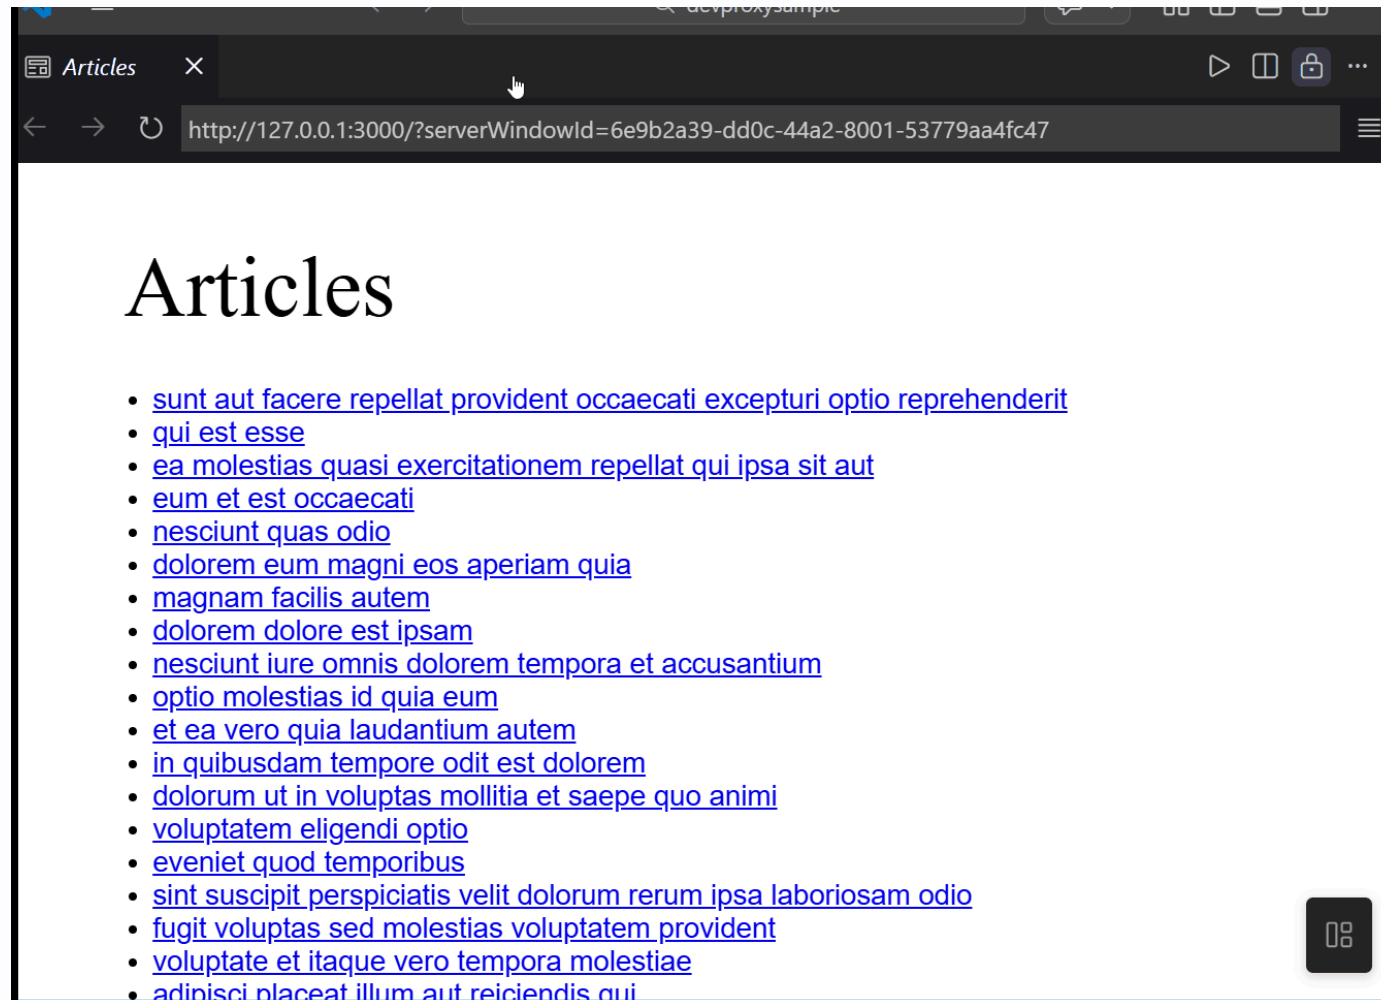 devproxysample
Articles
http://127.0.0.1:3000/?serverWindowId=6e9b2a39-dd0c-44a2-8001-53779aa4fc47
Articles
sunt aut facere repellat provident occaecati excepturi optio reprehenderit
qui est esse
ea molestias quasi exercitationem repellat qui ipsa sit aut
eum et est occaecati
nesciunt quas odio
dolorem eum magni eos aperiam quia
magnam facilis autem
dolorem dolore est ipsam
nesciunt iure omnis dolorem tempora et accusantium
optio molestias id quia eum
et ea vero quia laudantium autem
in quibusdam tempore odit est dolorem
dolorum ut in voluptas mollitia et saepe quo animi
voluptatem eligendi optio
eveniet quod temporibus
sint suscipit perspiciatis velit dolorum rerum ipsa laboriosam odio
fugit voluptas sed molestias voluptatem provident
voluptate et itaque vero tempora molestiae
adipisci placeat illum aut reiciendis qui